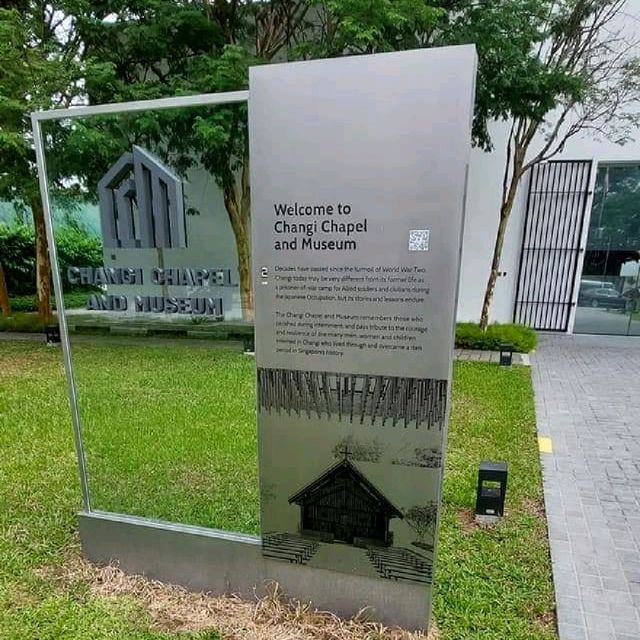 CHANGI CHAPEL
AND MUSEUM
Welcome to
Changi Chapel
and Museum
Decades have passed since the turmoil of World War Two.
Changi today may be very different from its former life as
a prisoner-of-war camp for Allied soldiers and civilians during
the Japanese Occupation, but its stories and lessons endure.
The Changi Chapel and Museum remembers those who
perished during internment, and pays tribute to the courage
and resilience of the many men, women and children
interned in Changi who lived through and overcame a dark
period in Singapore's history.